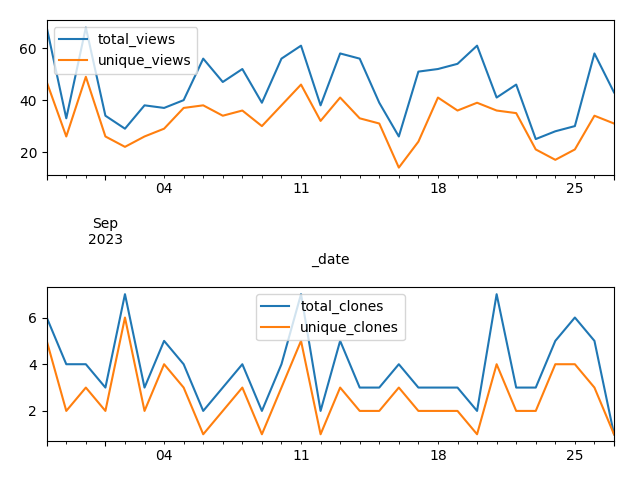 60
40
20
total_views
unique_views
04
11
18
25
Sep
2023
_date
6
4
2
total_clones
unique_clones
04
11
18
25